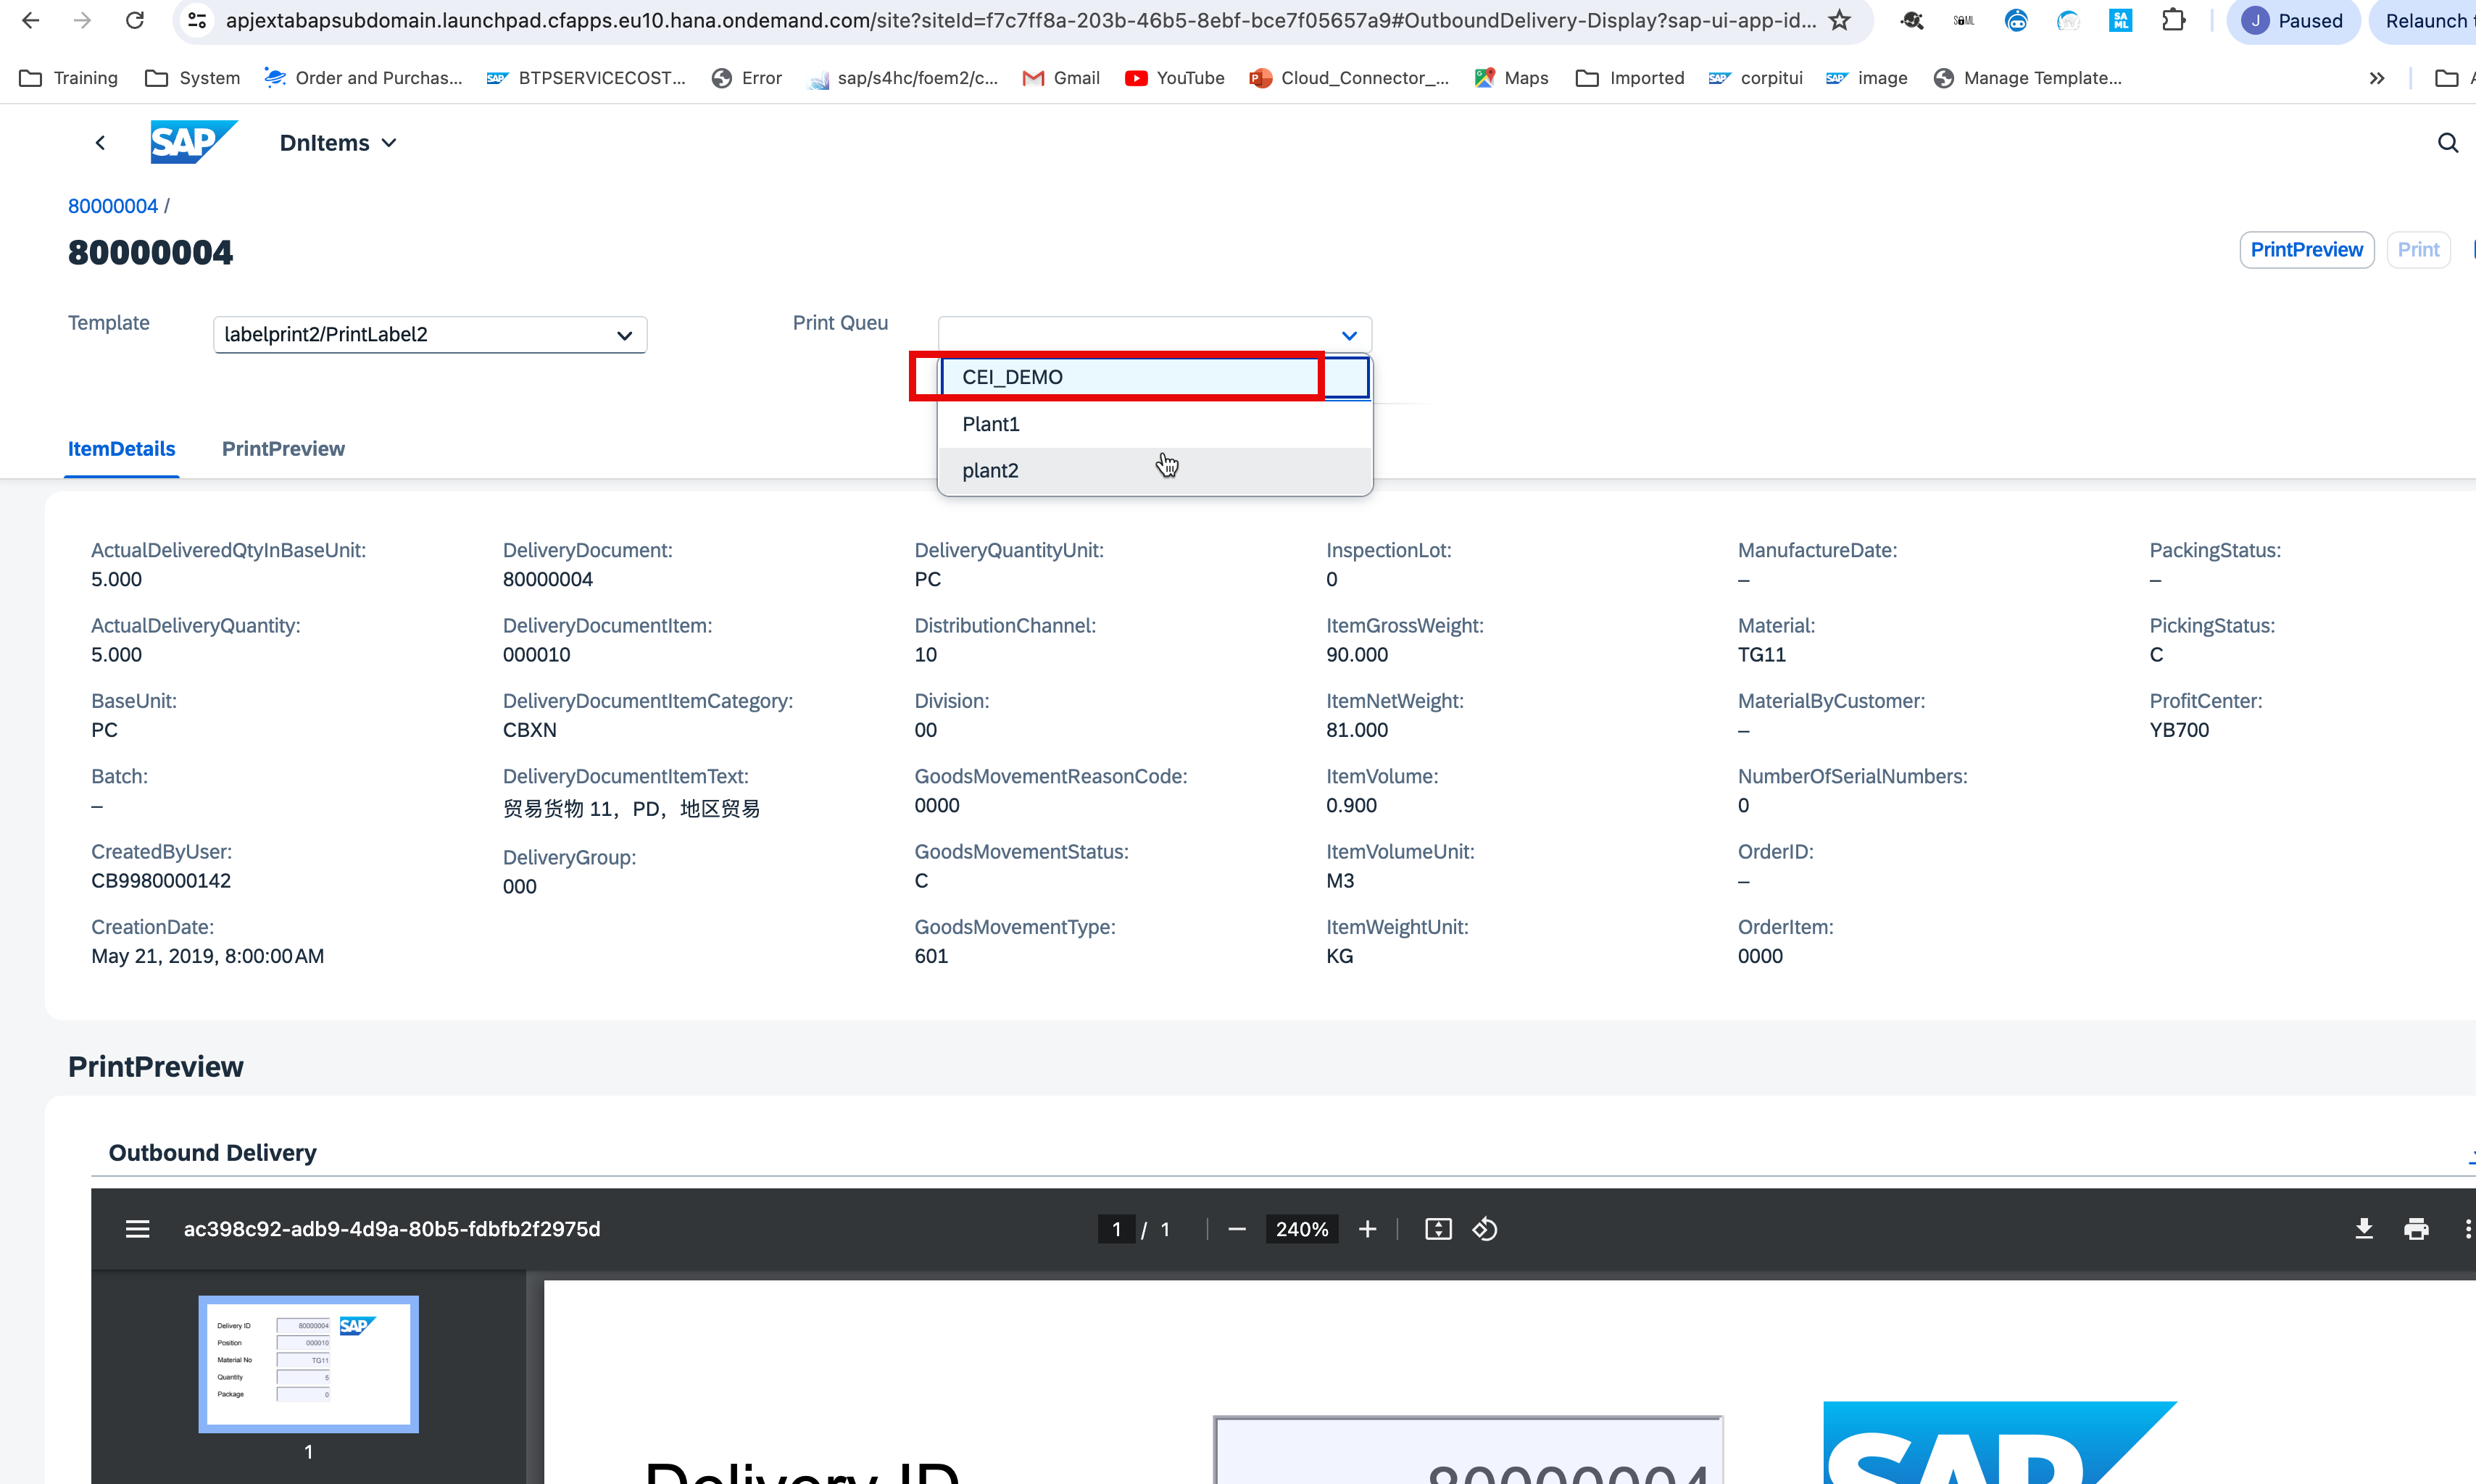 apjextabapsubdomain.launchpad.cfapps.eu10.hana.ondemand.com/site?siteId=f7c7ff8a-203b-46b5-8ebf-bce7f05657a9#OutboundDelivery-Display?sap-ui-app-id...
SAML
SA ML
J
Paused
Relaunch
Training
System
Order and Purchas...
SAP
BTPSERVICECOST...
Error
sap/s4hc/foem2/c...
Gmail
YouTube
Cloud_Connector_...
Maps
Imported
SAP
corpitui
SAP
image
Manage Template...
SAP
DnItems
80000004 /
80000004
PrintPreview
Print
Template
labelprint2/PrintLabel2
Print Queu
CEI_DEMO
Plant1
plant2
ItemDetails
PrintPreview
ActualDeliveredQtyInBaseUnit:
5.000
ActualDeliveryQuantity:
5.000
BaseUnit:
PC
Batch:
–
CreatedByUser:
CB9980000142
CreationDate:
May 21, 2019, 8:00:00 AM
DeliveryDocument:
80000004
DeliveryDocumentItem:
000010
DeliveryDocumentItemCategory:
CBXN
DeliveryDocumentItemText:
贸易货物 11，PD，地区贸易
DeliveryGroup:
000
DeliveryQuantityUnit:
PC
DistributionChannel:
10
Division:
00
GoodsMovementReasonCode:
0000
GoodsMovementStatus:
C
GoodsMovementType:
601
InspectionLot:
0
ItemGrossWeight:
90.000
ItemNetWeight:
81.000
ItemVolume:
0.900
ItemVolumeUnit:
M3
ItemWeightUnit:
KG
ManufactureDate:
–
Material:
TG11
MaterialByCustomer:
–
NumberOfSerialNumbers:
0
OrderID:
–
OrderItem:
0000
PackingStatus:
–
PickingStatus:
C
ProfitCenter:
YB700
PrintPreview
Outbound Delivery
ac398c92-adb9-4d9a-80b5-fdbfb2f2975d
1 / 1
240%
Delivery ID 80000004
SAP
Position 000010
Material No TG11
Quantity 5
Package 0
1
Delivery ID
80000004
SAP